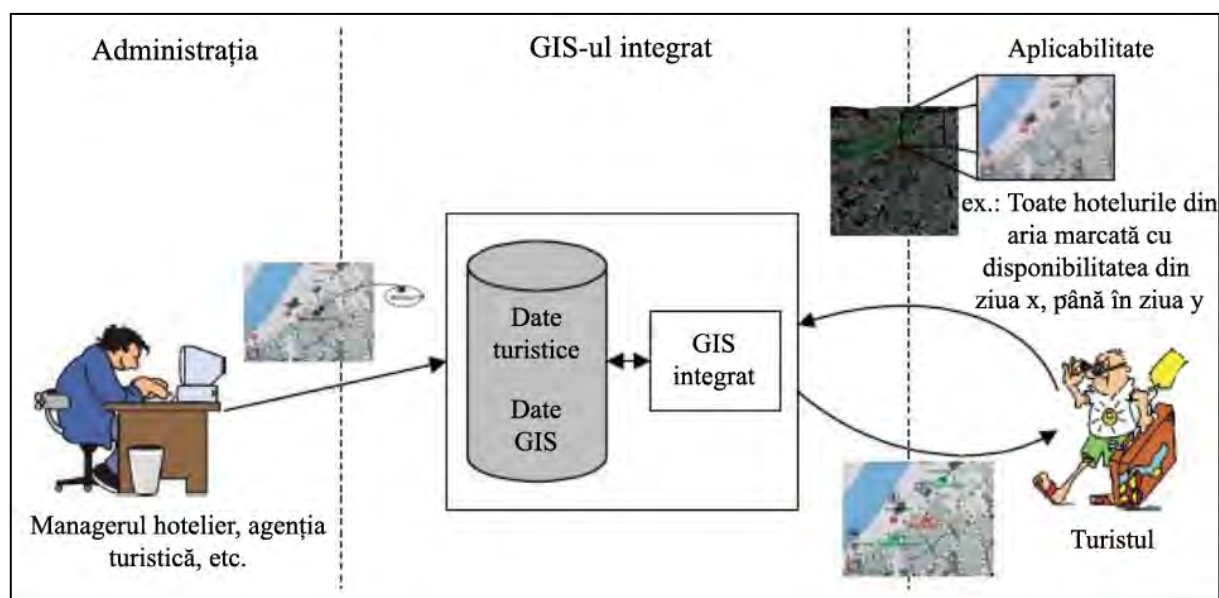 Administrația
GIS-ul integrat
Aplicabilitate
ex.: Toate hotelurile din
aria marcată cu
disponibilitatea din
ziua x, până în ziua y
Date
turistice
Date
GIS
GIS
integrat
Managerul hotelier, agenția
turistică, etc.
Turistul